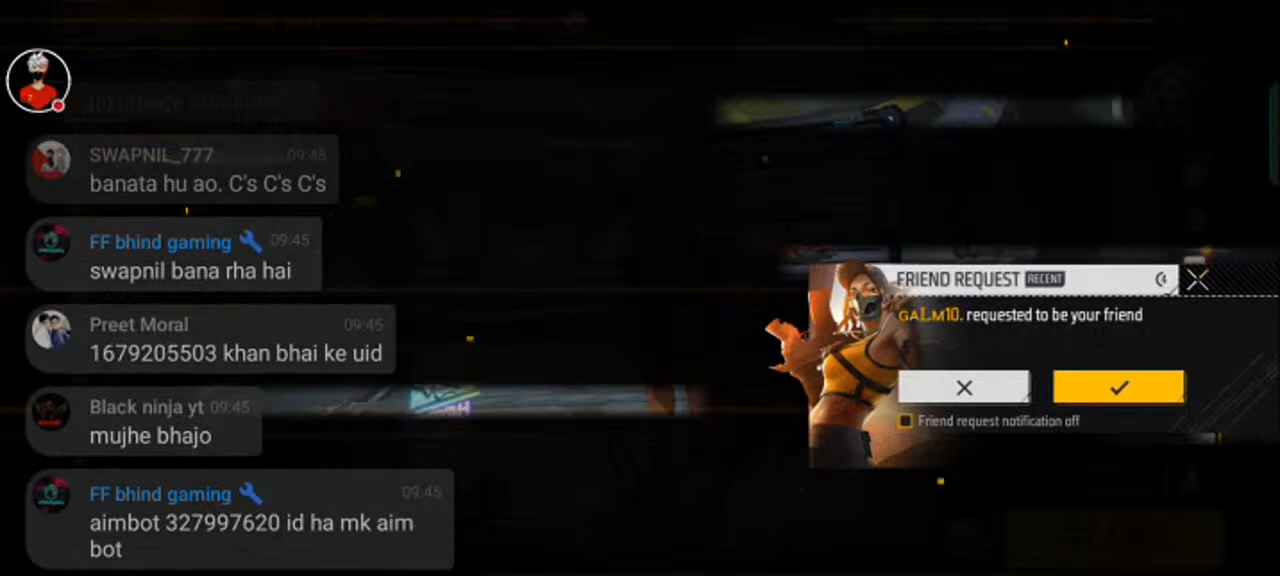 SWAPNIL_777 09:45
banata hu ao. C's C's C's
FF bhind gaming 09:45
swapnil bana rha hai
Preet Moral 09:45
1679205503 khan bhai ke uid
Black ninja yt 09:45
mujhe bhajo
FF bhind gaming 09:45
aimbot 327997620 id ha mk aim
bot
FRIEND REQUEST RECENT
GALM10. requested to be your friend
Friend request notification off